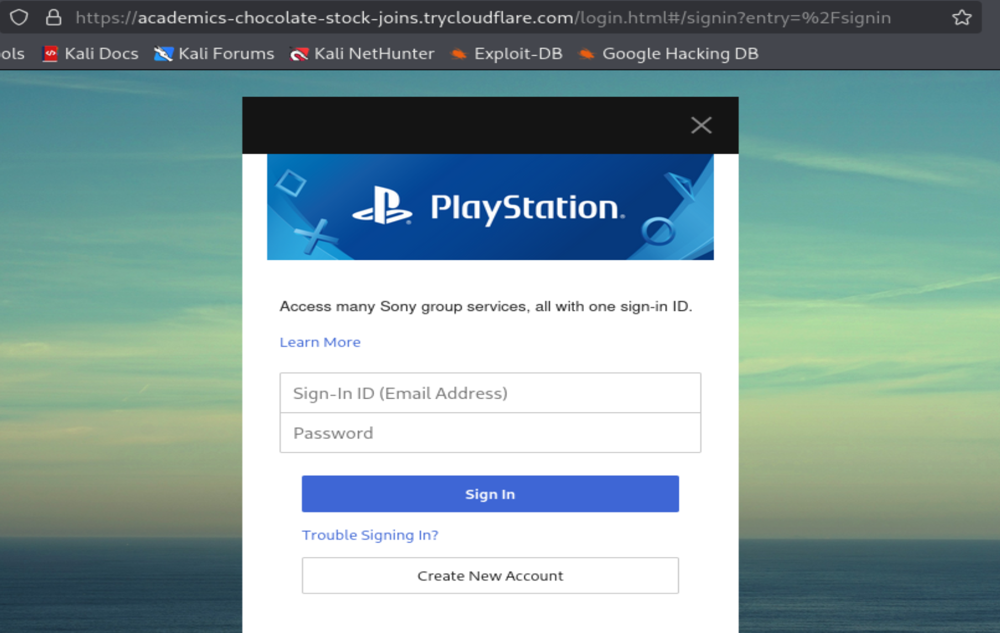 https://academics-chocolate-stock-joins.trycloudflare.com/login.html#/signin?entry=%2Fsignin
ols Kali Docs Kali Forums Kali NetHunter Exploit-DB Google Hacking DB
PlayStation
Access many Sony group services, all with one sign-in ID.
Learn More
Sign-In ID (Email Address)
Password
Sign In
Trouble Signing In?
Create New Account